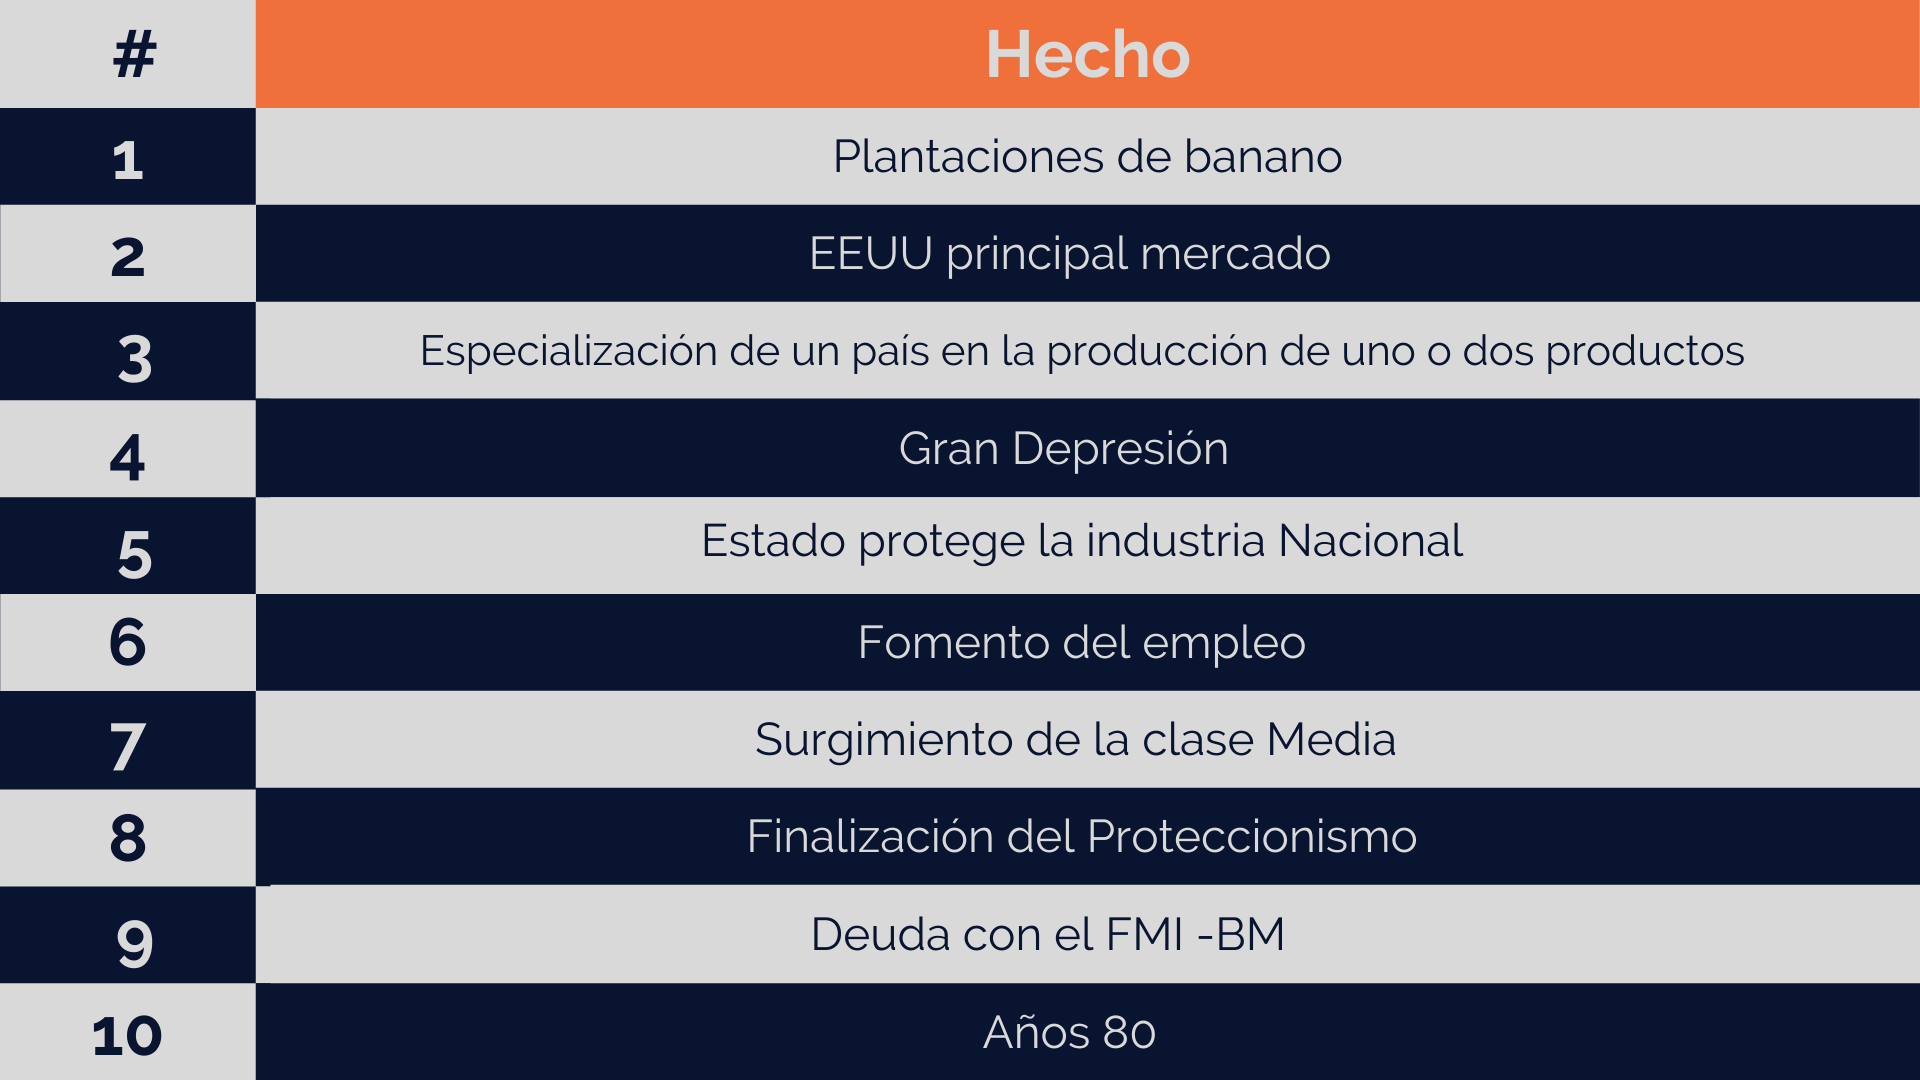 # Hecho
1 Plantaciones de banano
2 EEUU principal mercado
3 Especialización de un país en la producción de uno o dos productos
4 Gran Depresión
5 Estado protege la industria Nacional
6 Fomento del empleo
7 Surgimiento de la clase Media
8 Finalización del Proteccionismo
9 Deuda con el FMI -BM
10 Años 80